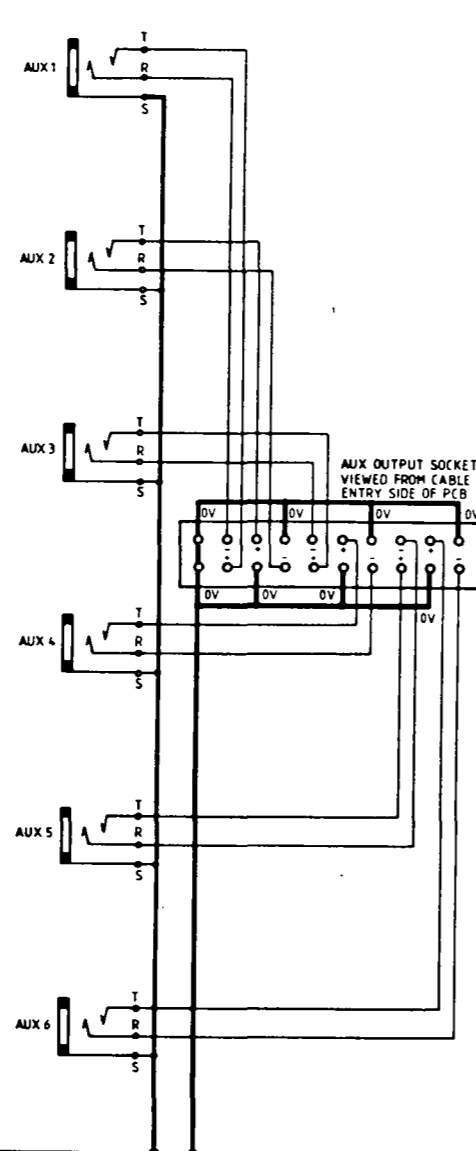 T
AUX 1
R
S
T
AUX 2
R
S
T
AUX 3
R
S
AUX OUTPUT SOCKET
VIEWED FROM CABLE
ENTRY SIDE OF PCB
0V 0V 0V 0V
- + - - + - - +
+ - + - + - + -
0V 0V 0V 0V
T
AUX 4
R
S
T
AUX 5
R
S
T
AUX 6
R
S